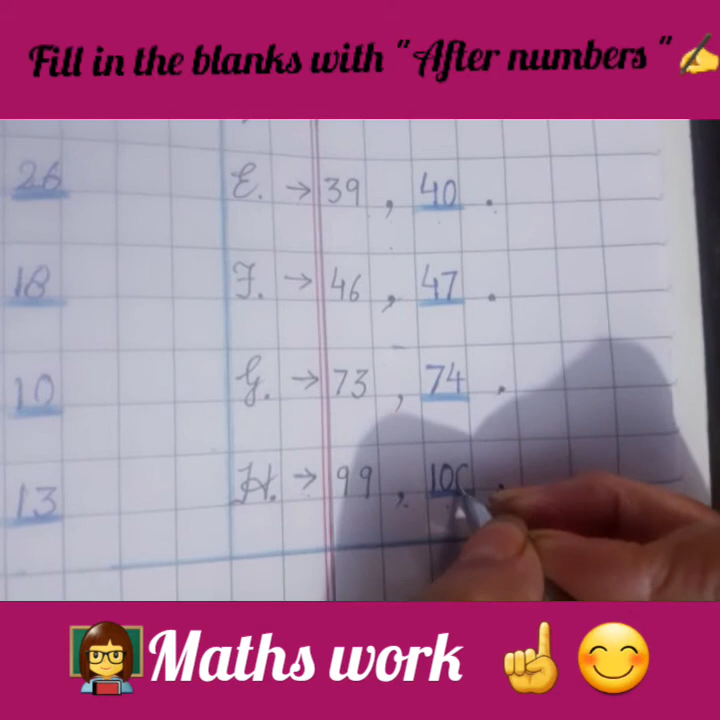 Fill in the blanks with "After numbers"✍️
26
18
10
13
E. → 39 , 40 .
F. → 46 , 47 .
G. → 73 , 74 .
H. → 99 , 100 .
Maths work